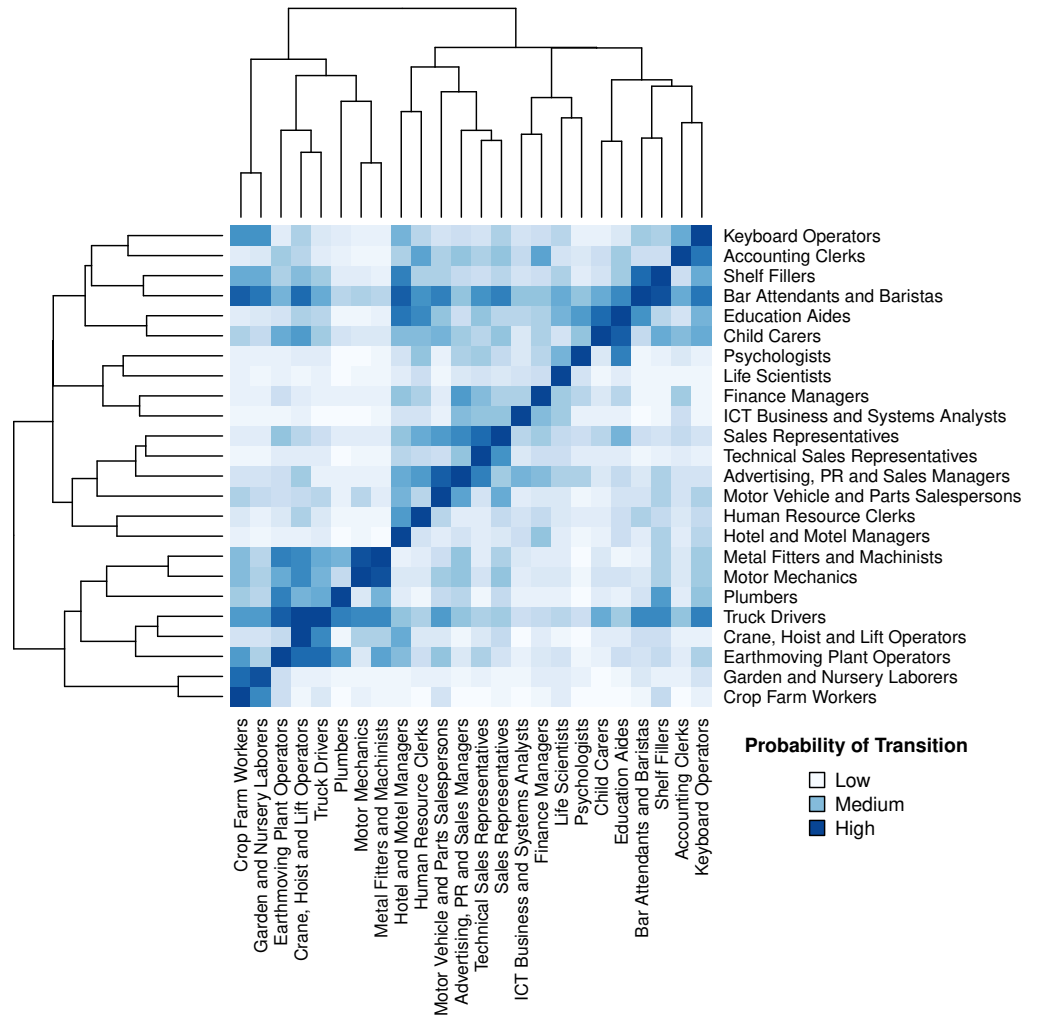 Keyboard Operators
Accounting Clerks
Shelf Fillers
Bar Attendants and Baristas
Education Aides
Child Carers
Psychologists
Life Scientists
Finance Managers
ICT Business and Systems Analysts
Sales Representatives
Technical Sales Representatives
Advertising, PR and Sales Managers
Motor Vehicle and Parts Salespersons
Human Resource Clerks
Hotel and Motel Managers
Metal Fitters and Machinists
Motor Mechanics
Plumbers
Truck Drivers
Crane, Hoist and Lift Operators
Earthmoving Plant Operators
Garden and Nursery Laborers
Crop Farm Workers
Crop Farm Workers
Garden and Nursery Laborers
Earthmoving Plant Operators
Crane, Hoist and Lift Operators
Truck Drivers
Plumbers
Motor Mechanics
Metal Fitters and Machinists
Hotel and Motel Managers
Human Resource Clerks
Motor Vehicle and Parts Salespersons
Advertising, PR and Sales Managers
Technical Sales Representatives
Sales Representatives
ICT Business and Systems Analysts
Finance Managers
Life Scientists
Psychologists
Child Carers
Education Aides
Bar Attendants and Baristas
Shelf Fillers
Accounting Clerks
Keyboard Operators
Probability of Transition
Low
Medium
High